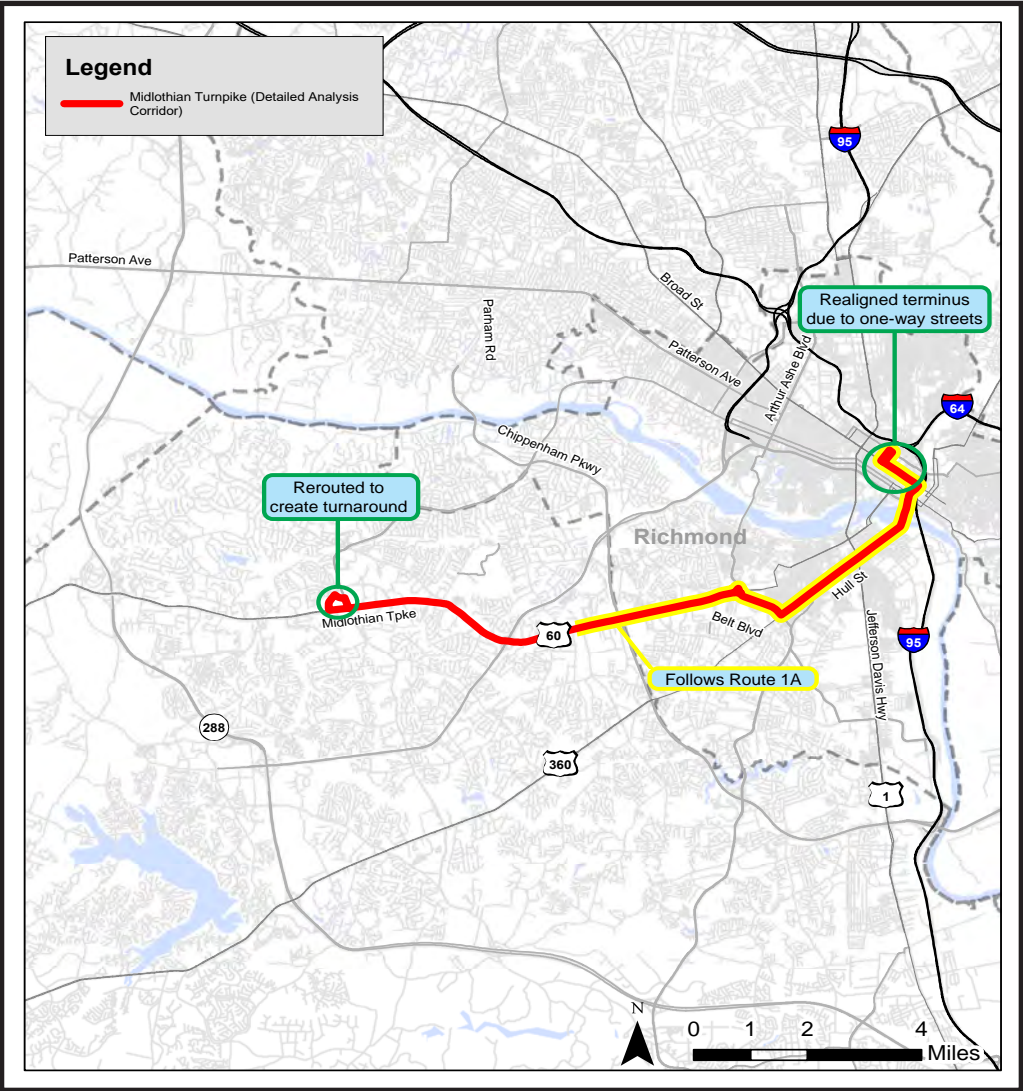 Legend
Midlothian Turnpike (Detailed Analysis
Corridor)
95
Patterson Ave
Broad St
Parham Rd
Realigned terminus
due to one-way streets
Patterson Ave
Arthur Ashe Blvd
64
Chippenham Pkwy
Rerouted to
create turnaround
Richmond
Hull St
Midlothian Tpke
Belt Blvd
60
Jefferson Davis Hwy
95
Follows Route 1A
288
360
1
N
0 1 2 4
Miles